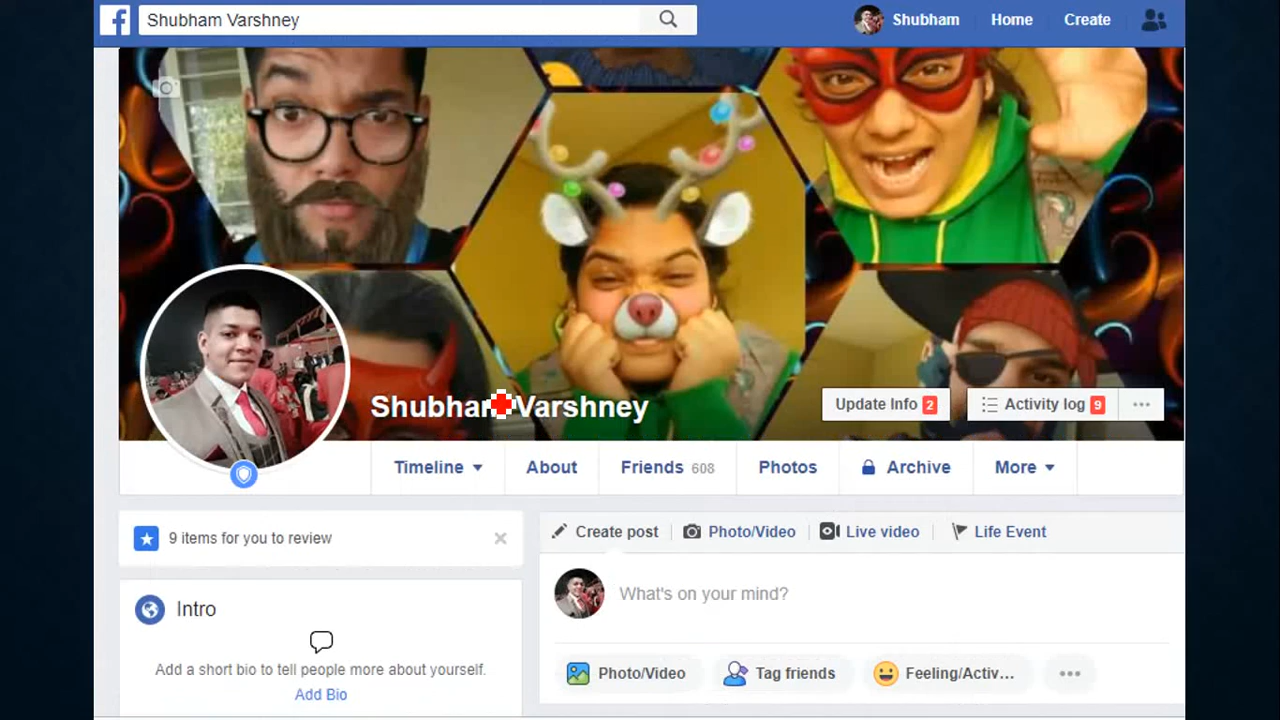 Shubham Varshney
Shubham Home Create
Shubham Varshney
Update Info 2 Activity log 9
Timeline About Friends 608 Photos Archive More
9 items for you to review
Create post Photo/Video Live video Life Event
What's on your mind?
Intro
Add a short bio to tell people more about yourself.
Add Bio
Photo/Video Tag friends Feeling/Activ...